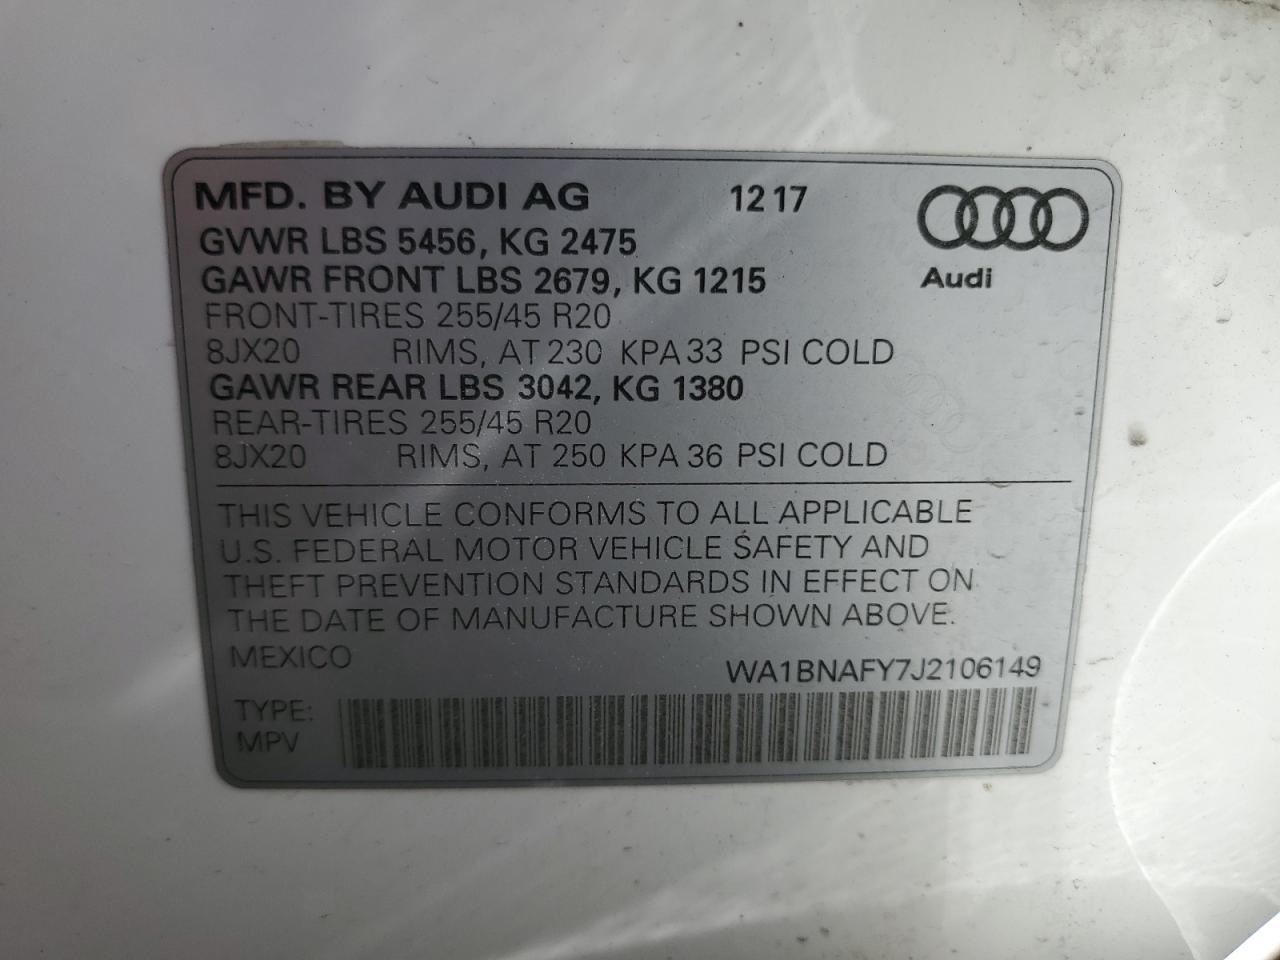 MFD. BY AUDI AG 12 17
GVWR LBS 5456, KG 2475
GAWR FRONT LBS 2679, KG 1215
Audi
FRONT-TIRES 255/45 R20
8JX20 RIMS, AT 230 KPA 33 PSI COLD
GAWR REAR LBS 3042, KG 1380
REAR-TIRES 255/45 R20
8JX20 RIMS, AT 250 KPA 36 PSI COLD
THIS VEHICLE CONFORMS TO ALL APPLICABLE
U.S. FEDERAL MOTOR VEHICLE SAFETY AND
THEFT PREVENTION STANDARDS IN EFFECT ON
THE DATE OF MANUFACTURE SHOWN ABOVE.
MEXICO WA1BNAFY7J2106149
TYPE:
MPV